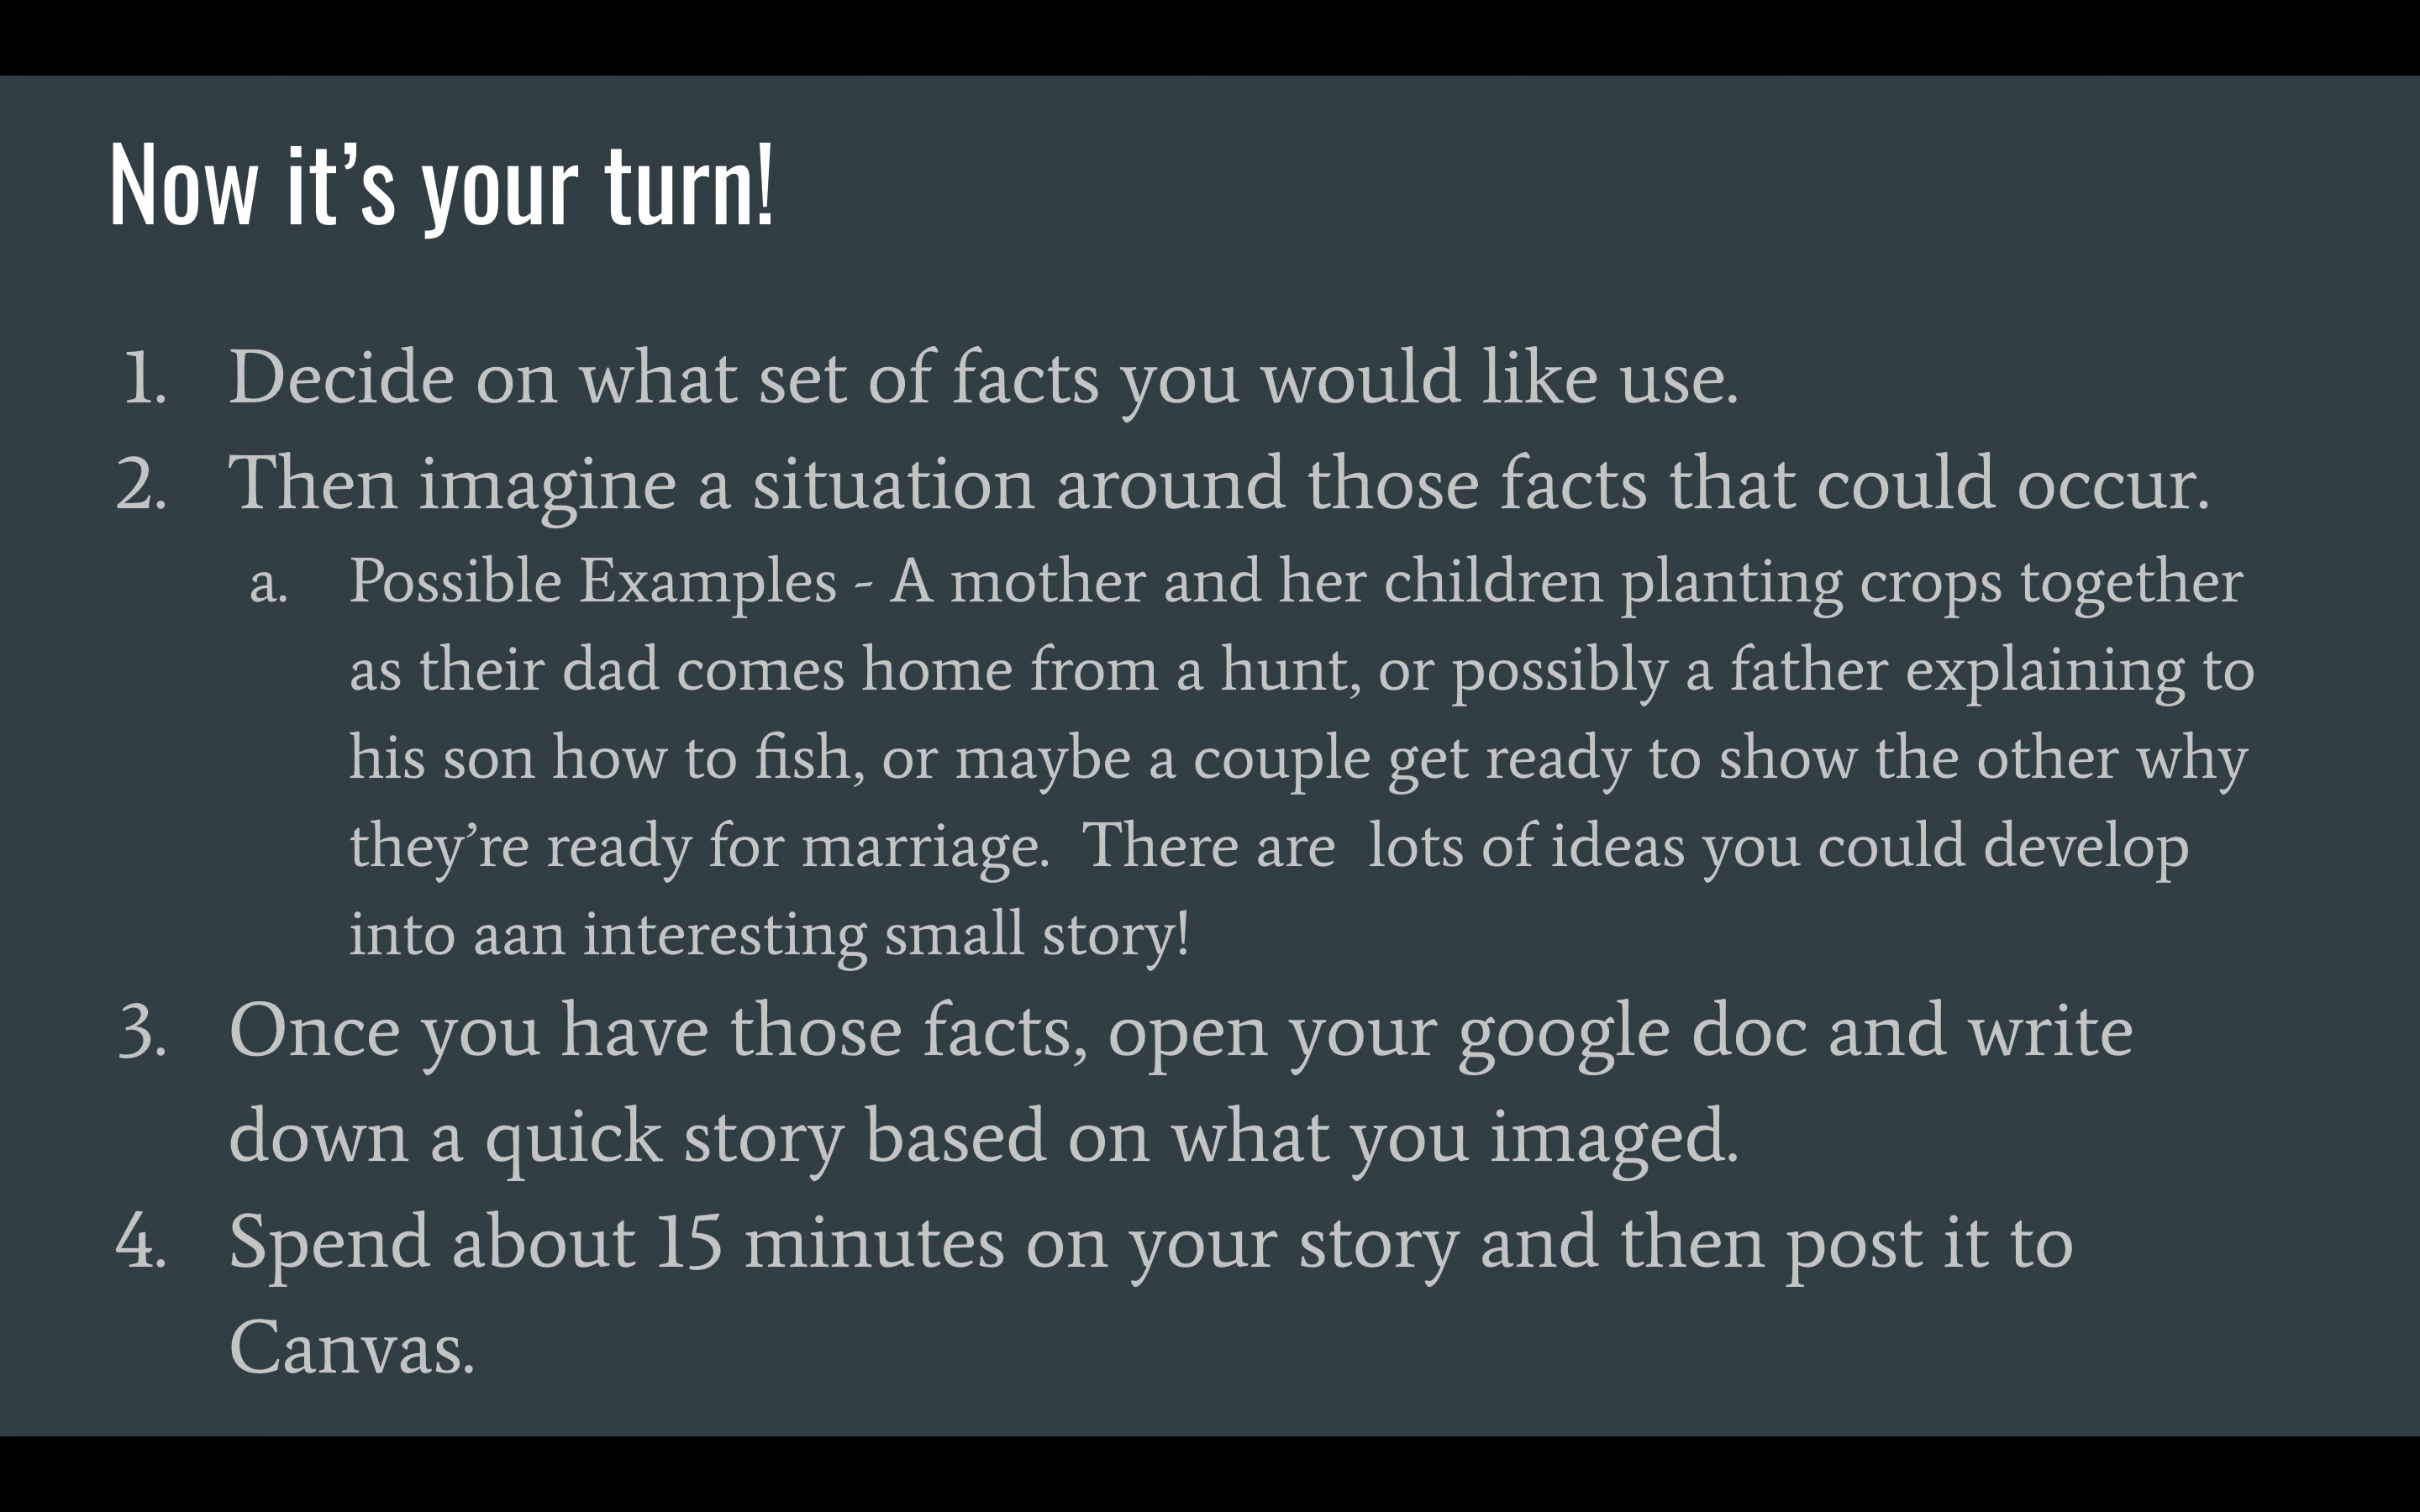 Now it’s your turn!
1. Decide on what set of facts you would like use.
2. Then imagine a situation around those facts that could occur.
a. Possible Examples - A mother and her children planting crops together
as their dad comes home from a hunt, or possibly a father explaining to
his son how to fish, or maybe a couple get ready to show the other why
they’re ready for marriage.  There are  lots of ideas you could develop
into aan interesting small story!
3. Once you have those facts, open your google doc and write
down a quick story based on what you imaged.
4. Spend about 15 minutes on your story and then post it to
Canvas.